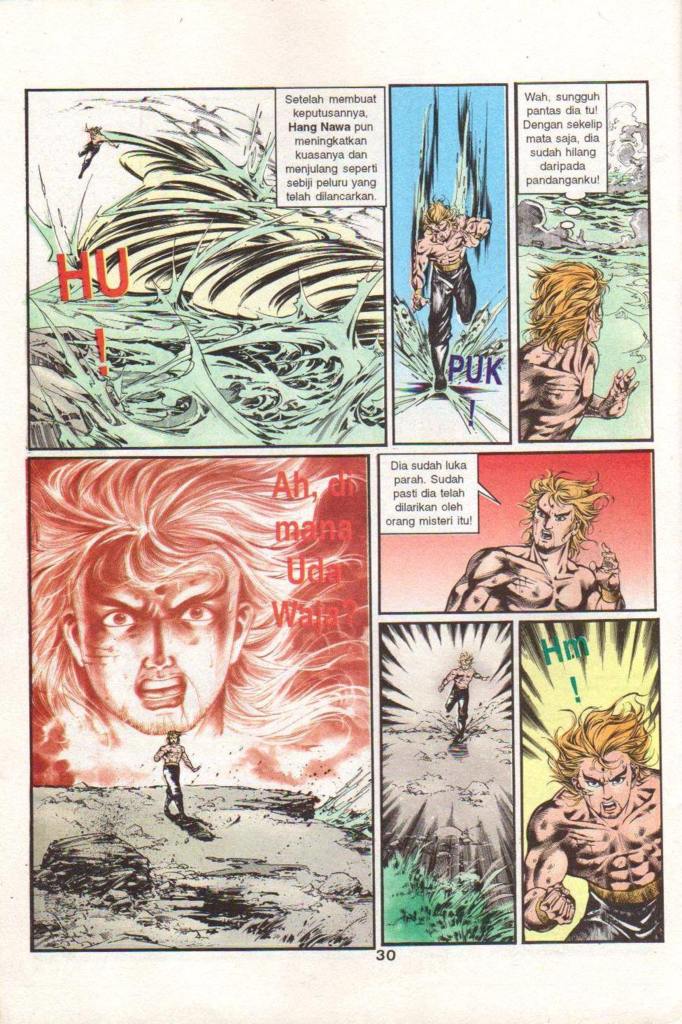 Setelah membuat
keputusannya,
Hang Nawa pun
meningkatkan
kuasanya dan
menjulang seperti
sebiji peluru yang
telah dilancarkan.
HU
!
PUK
!
Wah, sungguh
pantas dia tu!
Dengan sekelip
mata saja, dia
sudah hilang
daripada
pandanganku!
Ah, di
mana
Uda
Waja?
Dia sudah luka
parah. Sudah
pasti dia telah
dilarikan oleh
orang misteri itu!
Hm
!
30